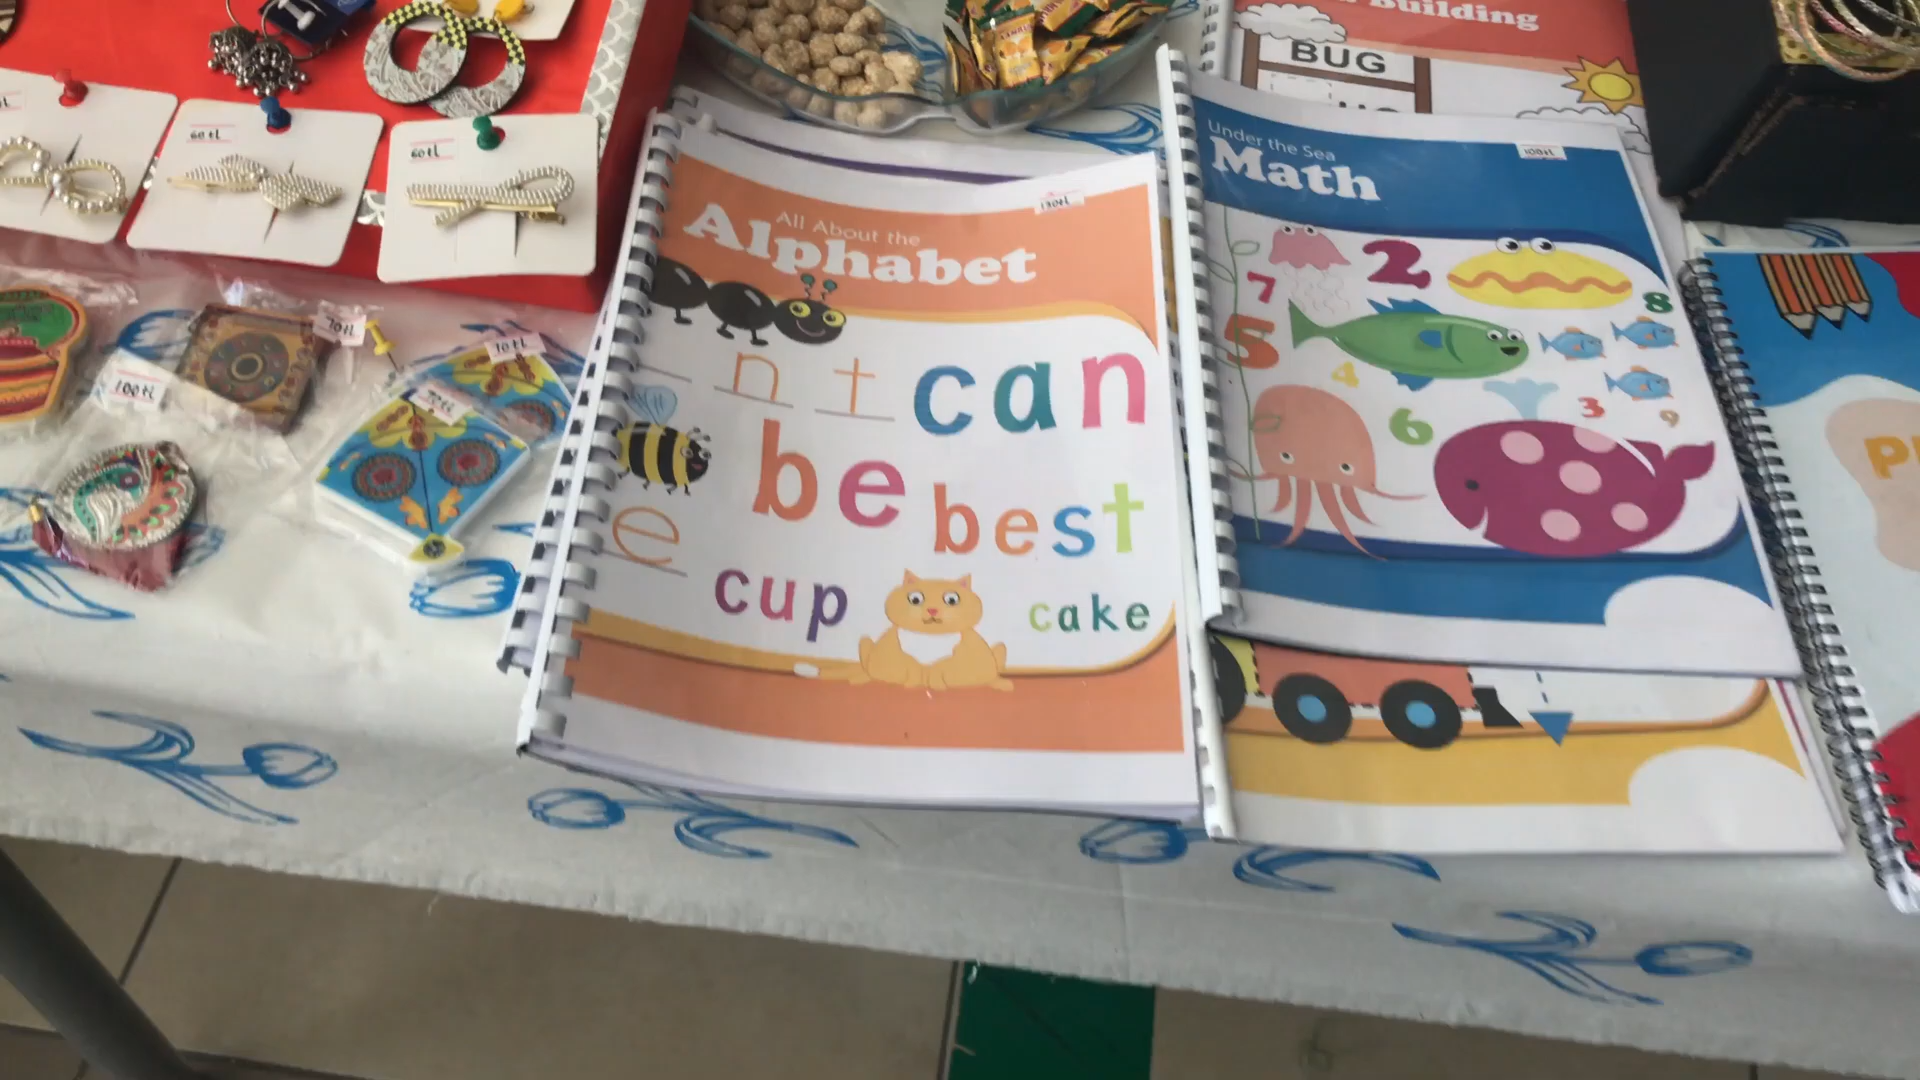 60tL
60tL
70tL
100tL
10tL
70tL
All About the
Alphabet
130tL
n t can
be
best
e
cup
cake
Building
BUG
Under the Sea
Math
100tL
2
7
8
5
4
3
6
9